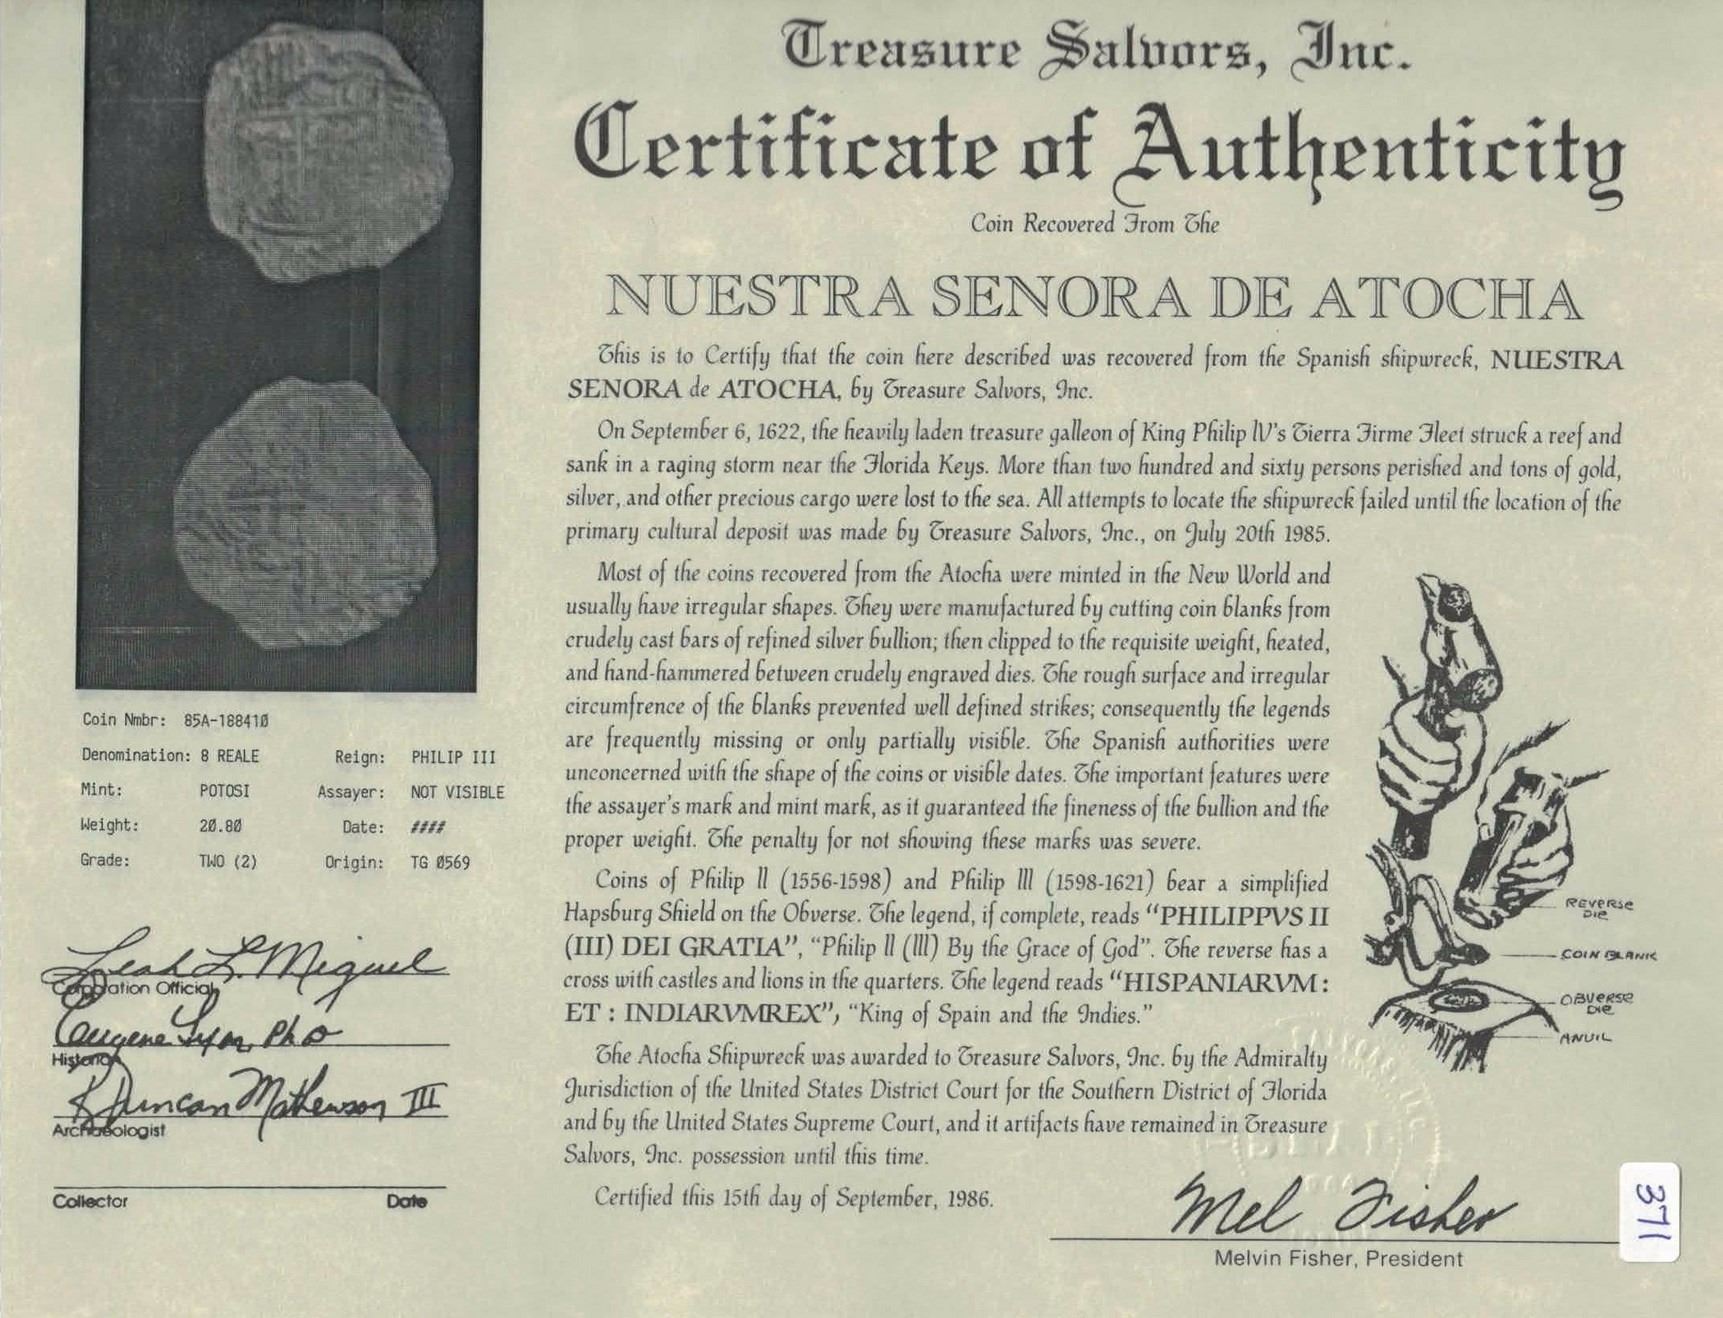 Treasure Salvors, Inc.
Certificate of Authenticity
Coin Recovered From The
NUESTRA SENORA DE ATOCHA
This is to Certify that the coin here described was recovered from the Spanish shipwreck, NUESTRA
SENORA de ATOCHA, by Treasure Salvors, Inc.
On September 6, 1622, the heavily laden treasure galleon of King Philip IV's Tierra Firme Fleet struck a reef and
sank in a raging storm near the Florida Keys. More than two hundred and sixty persons perished and tons of gold,
silver, and other precious cargo were lost to the sea. All attempts to locate the shipwreck failed until the location of the
primary cultural deposit was made by Treasure Salvors, Inc., on July 20th 1985.
Most of the coins recovered from the Atocha were minted in the New World and
usually have irregular shapes. They were manufactured by cutting coin blanks from
crudely cast bars of refined silver bullion; then clipped to the requisite weight, heated,
and hand-hammered between crudely engraved dies. The rough surface and irregular
circumfrence of the blanks prevented well defined strikes; consequently the legends
are frequently missing or only partially visible. The Spanish authorities were
unconcerned with the shape of the coins or visible dates. The important features were
the assayer's mark and mint mark, as it guaranteed the fineness of the bullion and the
proper weight. The penalty for not showing these marks was severe.
Coins of Philip II (1556-1598) and Philip III (1598-1621) bear a simplified
Hapsburg Shield on the Obverse. The legend, if complete, reads "PHILIPPVS II
(III) DEI GRATIA", "Philip II (III) By the Grace of God". The reverse has a
cross with castles and lions in the quarters. The legend reads "HISPANIARVM :
ET : INDIARVMREX", "King of Spain and the Indies."
The Atocha Shipwreck was awarded to Treasure Salvors, Inc. by the Admiralty
Jurisdiction of the United States District Court for the Southern District of Florida
and by the United States Supreme Court, and it artifacts have remained in Treasure
Salvors, Inc. possession until this time.
Certified this 15th day of September, 1986.
Mel Fisher
Melvin Fisher, President
REVERSE
DIE
COIN BLANK
OBVERSE
DIE
ANVIL
371
Coin Nmbr: 85A-188410
Denomination: 8 REALE Reign: PHILIP III
Mint: POTOSI Assayer: NOT VISIBLE
Weight: 20.80 Date: ####
Grade: TWO (2) Origin: TG 0569
Leah L. Miguel
Corporation Official
Eugene Lyon, PhD
Historian
R Duncan Mathewson III
Archaeologist
Collector Date